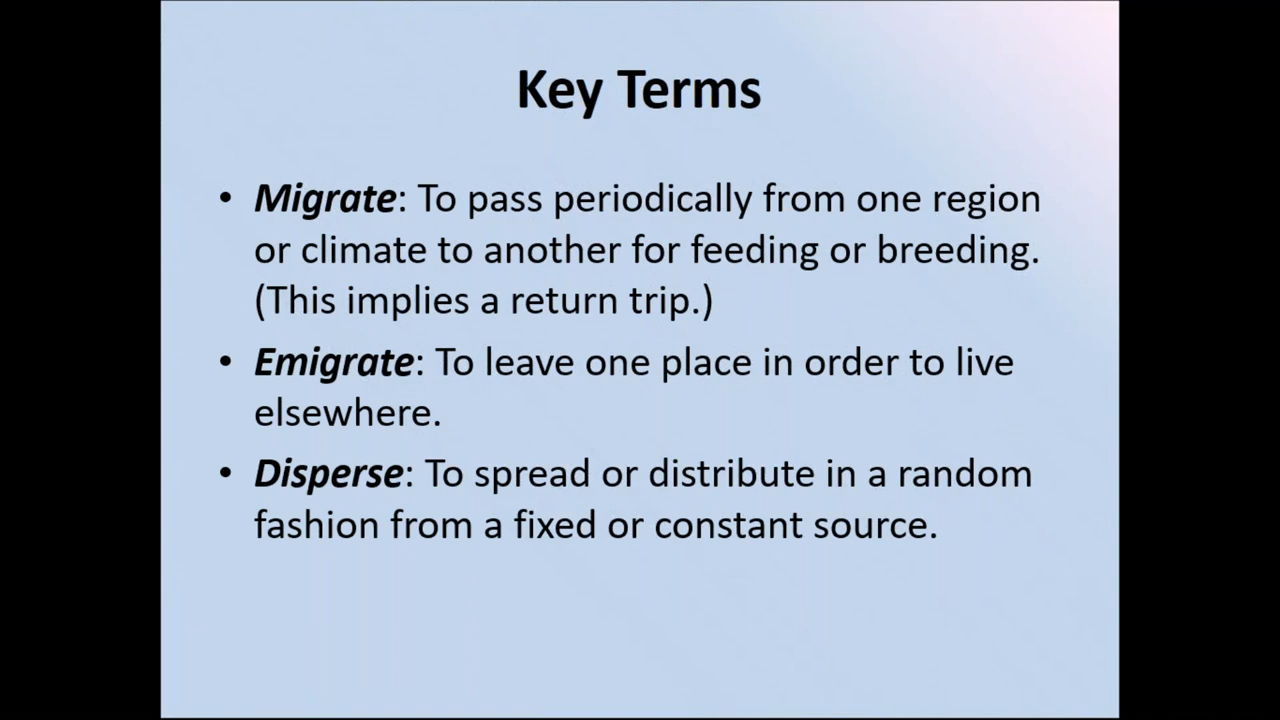 Key Terms
• Migrate: To pass periodically from one region
or climate to another for feeding or breeding.
(This implies a return trip.)
• Emigrate: To leave one place in order to live
elsewhere.
• Disperse: To spread or distribute in a random
fashion from a fixed or constant source.